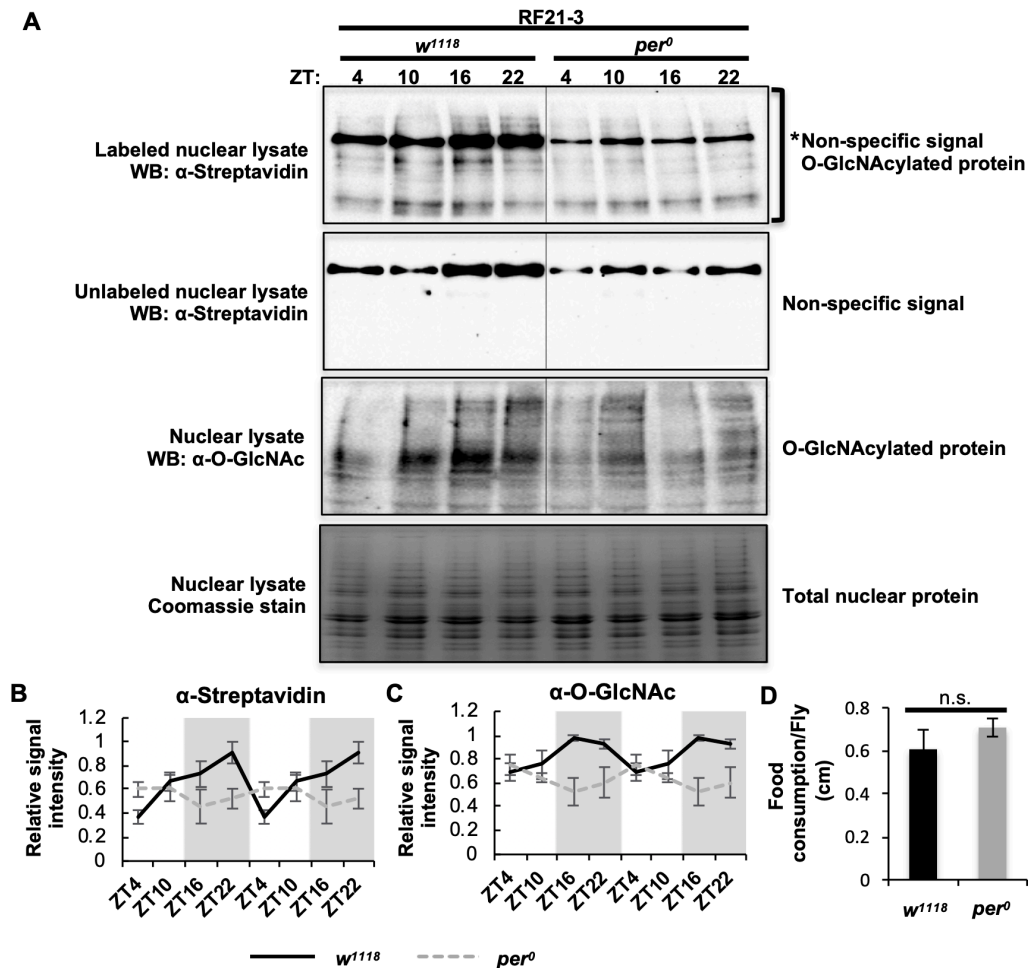 A
RF21-3
w1118 per0
ZT: 4 10 16 22 4 10 16 22
Labeled nuclear lysate
WB: α-Streptavidin
*Non-specific signal
O-GlcNAcylated protein
Unlabeled nuclear lysate
WB: α-Streptavidin
Non-specific signal
Nuclear lysate
WB: α-O-GlcNAc
O-GlcNAcylated protein
Nuclear lysate
Coomassie stain
Total nuclear protein
B
α-Streptavidin
Relative signal
intensity
1.2
1
0.8
0.6
0.4
0.2
0
ZT4 ZT10 ZT16 ZT22 ZT4 ZT10 ZT16 ZT22
C
α-O-GlcNAc
Relative signal
intensity
1.2
1
0.8
0.6
0.4
0.2
0
ZT4 ZT10 ZT16 ZT22 ZT4 ZT10 ZT16 ZT22
D
n.s.
Food
consumption/Fly
(cm)
0.8
0.6
0.4
0.2
0
w1118 per0
w1118 per0